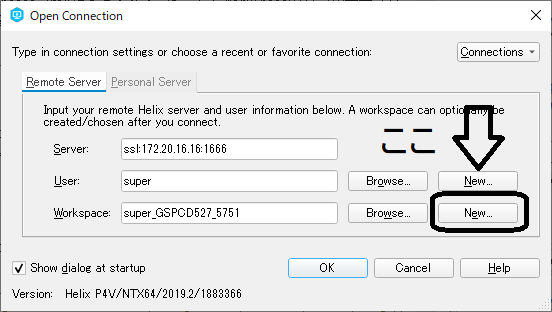 Open Connection
Type in connection settings or choose a recent or favorite connection:
Connections
Remote Server
Personal Server
Input your remote Helix server and user information below. A workspace can optionally be
created/chosen after you connect.
ここ
Server:
ssl:172.20.16.16:1666
User:
super
Browse...
New...
Workspace:
super_GSPCD527_5751
Browse...
New...
Show dialog at startup
OK
Cancel
Help
Version: Helix P4V/NTX64/2019.2/1883366